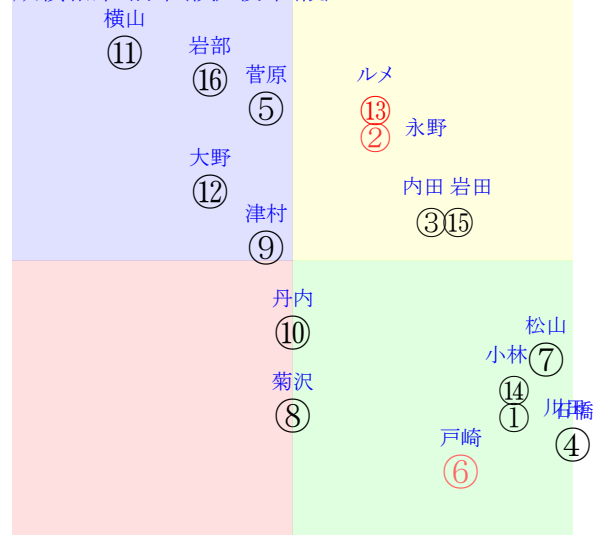 横山
⑪
岩部
⑯
菅原
⑤
ルメ
⑬
②
永野
大野
⑫
内田 岩田
③⑮
津村
⑨
丹内
⑩
松山
⑦
小林
⑭
①
菊沢
⑧
④
戸崎
⑥